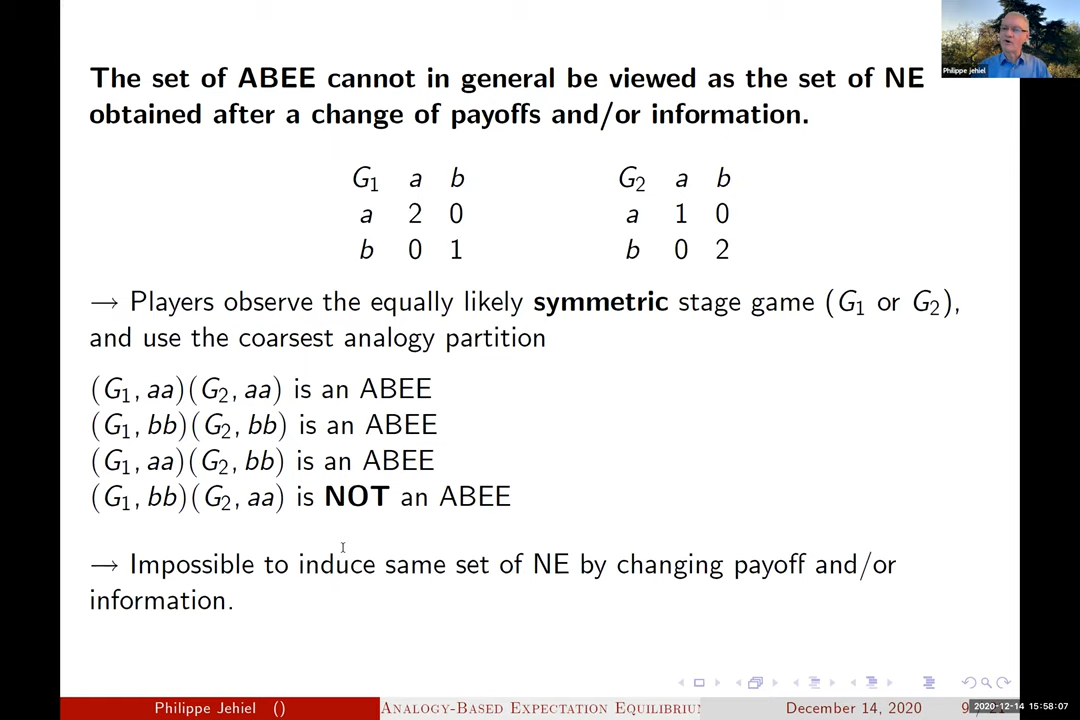 Philippe jehiel
The set of ABEE cannot in general be viewed as the set of NE
obtained after a change of payoffs and/or information.
G₁ a b
a 2 0
b 0 1
G₂ a b
a 1 0
b 0 2
→ Players observe the equally likely symmetric stage game (G₁ or G₂),
and use the coarsest analogy partition
(G₁, aa)(G₂, aa) is an ABEE
(G₁, bb)(G₂, bb) is an ABEE
(G₁, aa)(G₂, bb) is an ABEE
(G₁, bb)(G₂, aa) is NOT an ABEE
→ Impossible to induce same set of NE by changing payoff and/or
information.
Philippe Jehiel () Analogy-Based Expectation December 14, 2020
2020-12-14 15:58:07